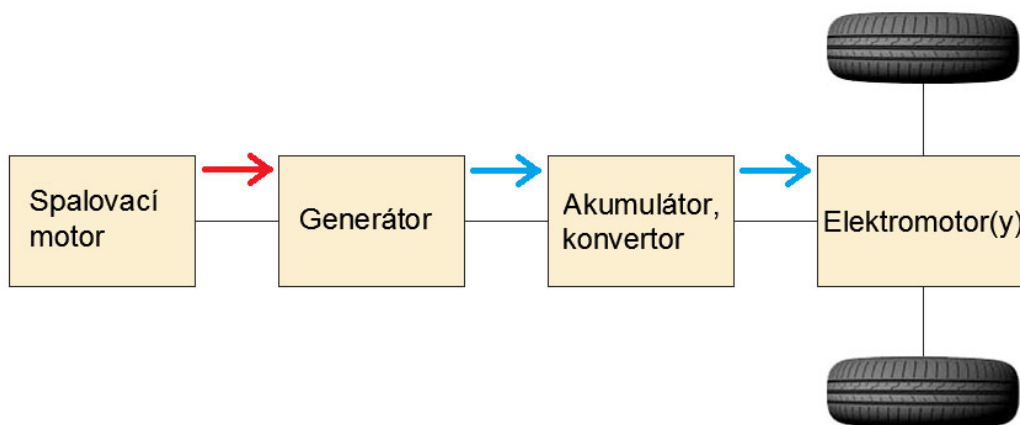 Spalovací
motor
Generátor
Akumulátor,
konvertor
Elektromotor(y)